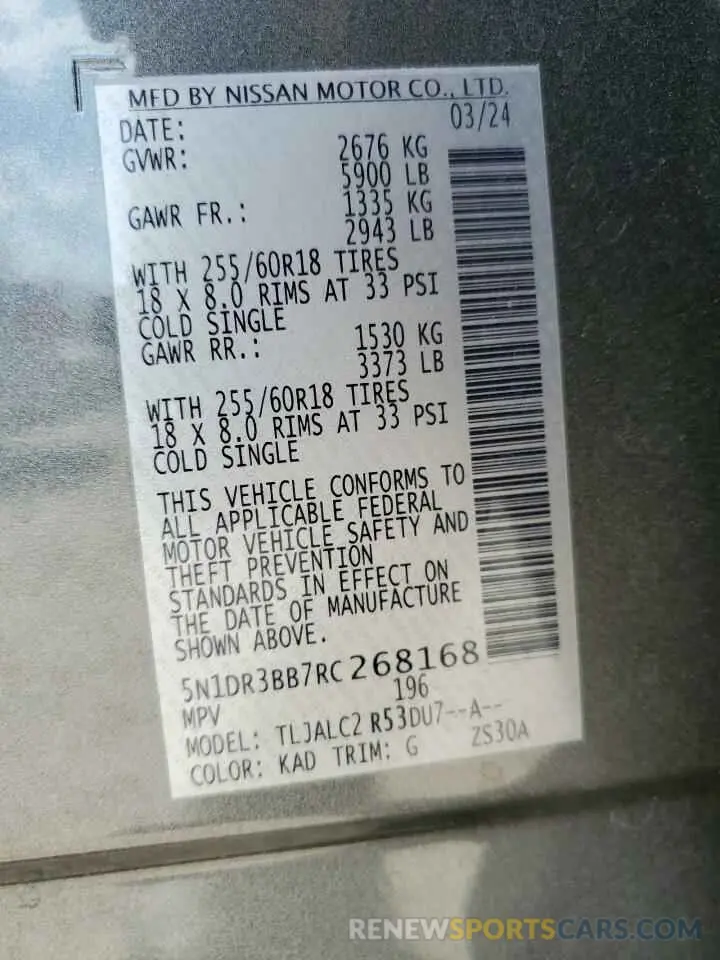 MFD BY NISSAN MOTOR CO., LTD.
DATE: 03/24
GVWR: 2676 KG
5900 LB
GAWR FR.: 1335 KG
2943 LB
WITH 255/60R18 TIRES
18 X 8.0 RIMS AT 33 PSI
COLD SINGLE
GAWR RR.: 1530 KG
3373 LB
WITH 255/60R18 TIRES
18 X 8.0 RIMS AT 33 PSI
COLD SINGLE
THIS VEHICLE CONFORMS TO
ALL APPLICABLE FEDERAL
MOTOR VEHICLE SAFETY AND
THEFT PREVENTION
STANDARDS IN EFFECT ON
THE DATE OF MANUFACTURE
SHOWN ABOVE.
5N1DR3BB7RC268168
MPV 196
MODEL: TLJALC2 R53DU7--A--
COLOR: KAD TRIM: G ZS30A
RENEWSPORTSCARS.COM